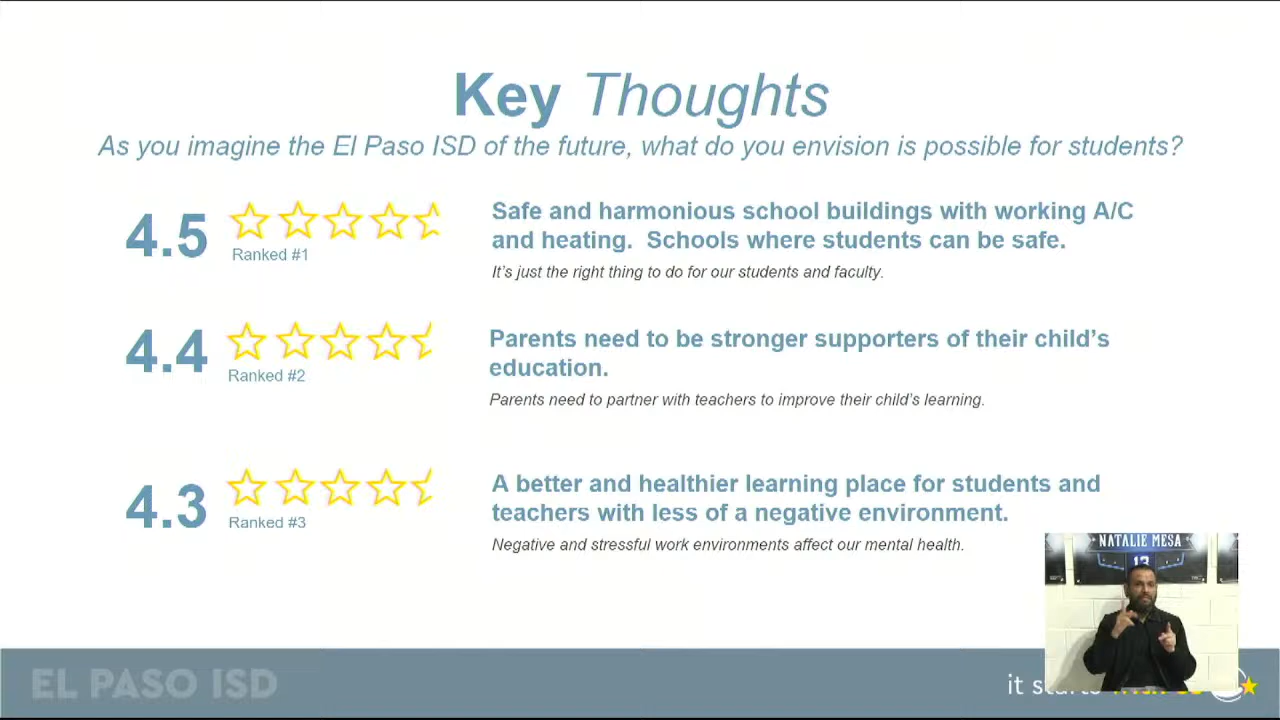 Key Thoughts
As you imagine the El Paso ISD of the future, what do you envision is possible for students?
4.5
Ranked #1
Safe and harmonious school buildings with working A/C
and heating. Schools where students can be safe.
It's just the right thing to do for our students and faculty.
4.4
Ranked #2
Parents need to be stronger supporters of their child's
education.
Parents need to partner with teachers to improve their child's learning.
4.3
Ranked #3
A better and healthier learning place for students and
teachers with less of a negative environment.
Negative and stressful work environments affect our mental health.
NATALIE MESA
13
EL PASO ISD
it starts